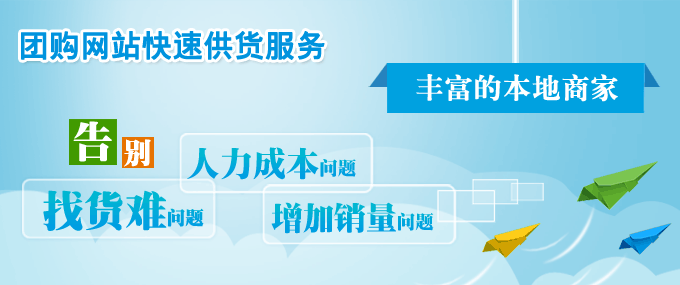 团购网站快速供货服务
丰富的本地商家
告别
人力成本问题
找货难问题
增加销量问题